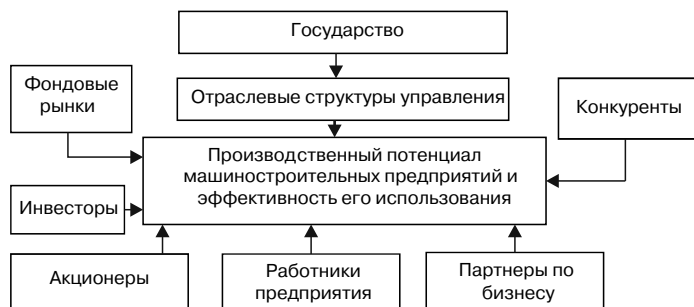 Государство
Фондовые
рынки
Отраслевые структуры управления
Конкуренты
Производственный потенциал
машиностроительных предприятий и
эффективность его использования
Инвесторы
Акционеры
Работники
предприятия
Партнеры по
бизнесу